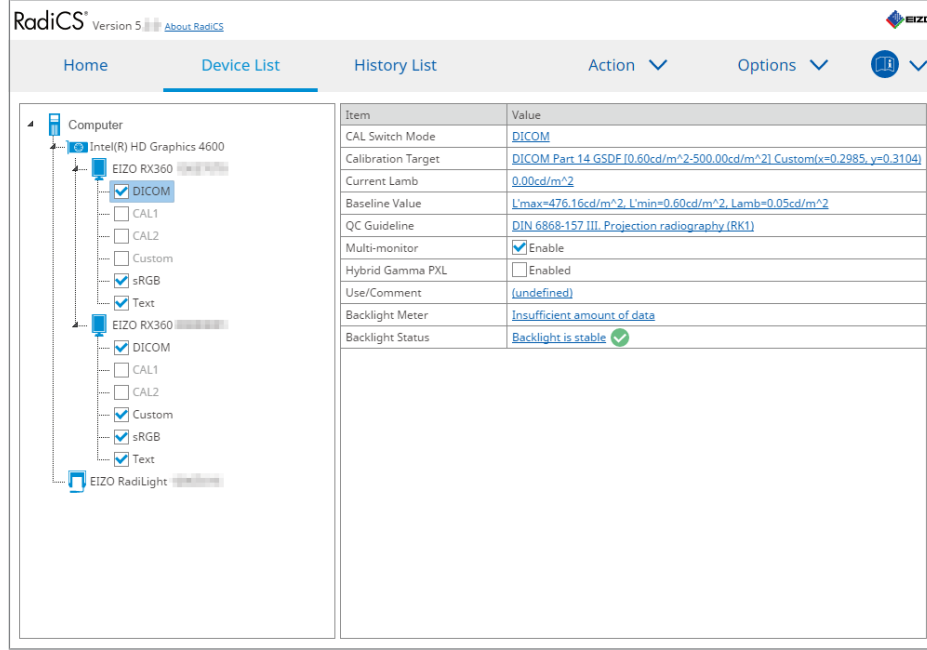 RadiCS® Version 5. About RadiCS
EIZO
Home Device List History List Action Options
Computer
Intel(R) HD Graphics 4600
EIZO RX360
DICOM
CAL1
CAL2
Custom
sRGB
Text
EIZO RX360
DICOM
CAL1
CAL2
Custom
sRGB
Text
EIZO RadiLight
Item Value
CAL Switch Mode DICOM
Calibration Target DICOM Part 14 GSDF [0.60cd/m^2-500.00cd/m^2] Custom(x=0.2985, y=0.3104)
Current Lamb 0.00cd/m^2
Baseline Value L'max=476.16cd/m^2, L'min=0.60cd/m^2, Lamb=0.05cd/m^2
QC Guideline DIN 6868-157 III. Projection radiography (RK1)
Multi-monitor Enable
Hybrid Gamma PXL Enabled
Use/Comment (undefined)
Backlight Meter Insufficient amount of data
Backlight Status Backlight is stable